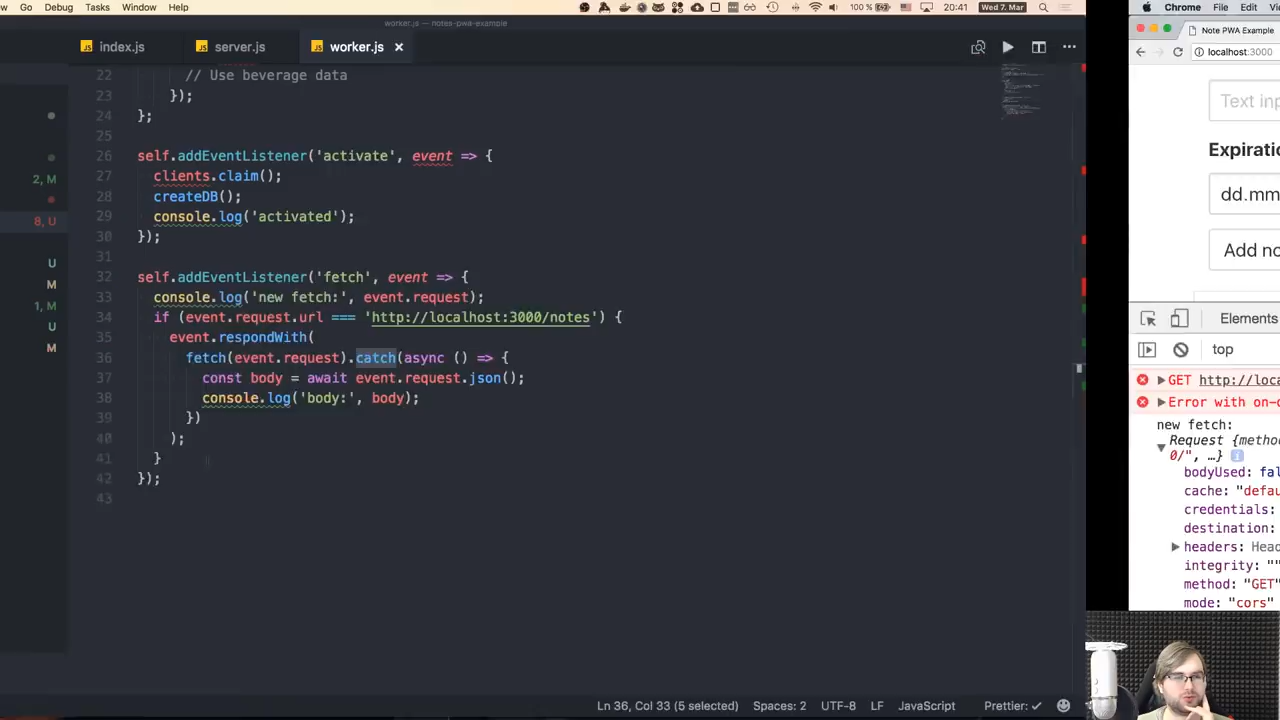 Go Debug Tasks Window Help
100 % 20:41 Wed 7. Mar
Chrome File Edit
worker.js — notes-pwa-example
JS index.js
JS server.js
JS worker.js ×
Note PWA Example
localhost:3000
22 // Use beverage data
23 });
24 };
25
26 self.addEventListener('activate', event => {
27 clients.claim();
28 createDB();
29 console.log('activated');
30 });
31
32 self.addEventListener('fetch', event => {
33 console.log('new fetch:', event.request);
34 if (event.request.url === 'http://localhost:3000/notes') {
35 event.respondWith(
36 fetch(event.request).catch(async () => {
37 const body = await event.request.json();
38 console.log('body:', body);
39 })
40 );
41 }
42 });
43
2, M
8, U
U
M
1, M
U
M
Text inp
Expiratio
dd.mm
Add no
Elements
top
GET http://loca
Error with on-c
new fetch:
Request {metho
0/", …}
bodyUsed: fal
cache: "defau
credentials:
destination:
headers: Head
integrity: ""
method: "GET"
mode: "cors"
Ln 36, Col 33 (5 selected) Spaces: 2 UTF-8 LF JavaScript Prettier: ✓